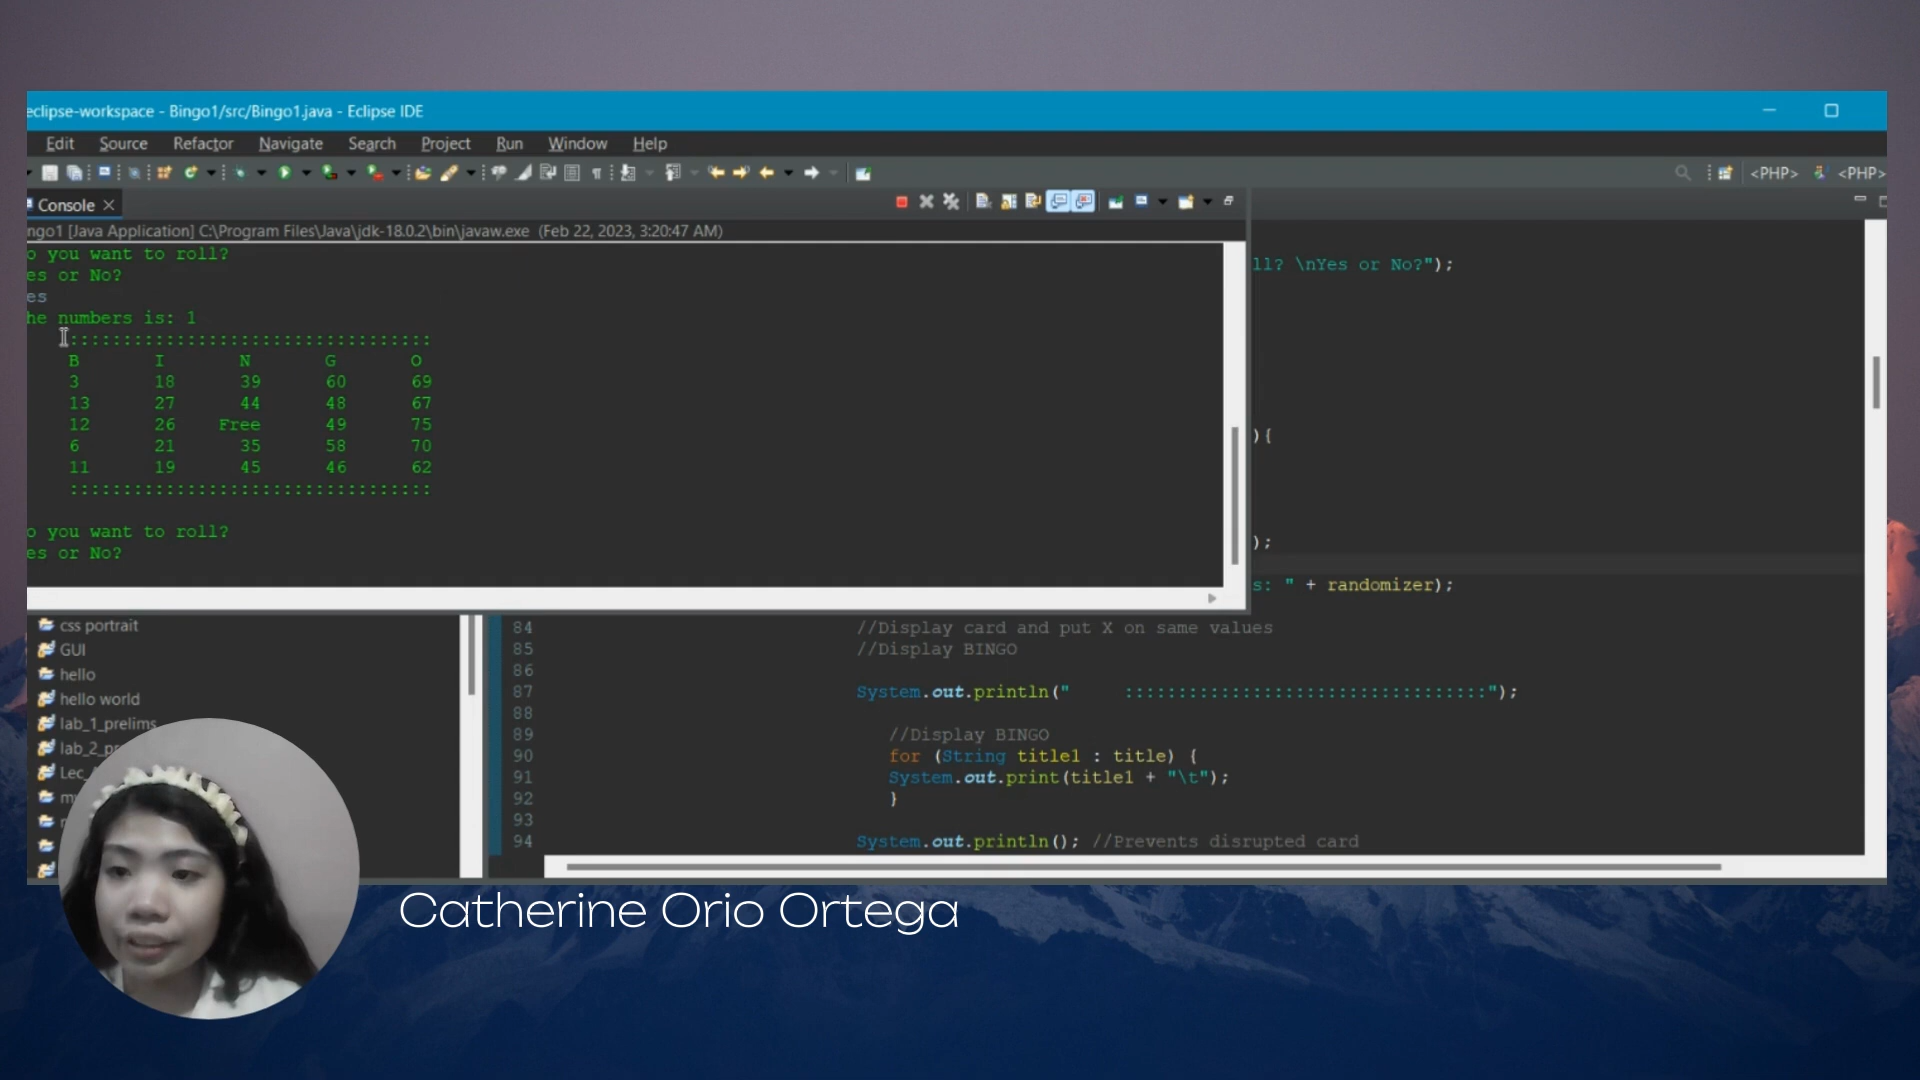 eclipse-workspace - Bingo1/src/Bingo1.java - Eclipse IDE
Edit Source Refactor Navigate Search Project Run Window Help
<PHP> <PHP>
Console
ngo1 [Java Application] C:\Program Files\Java\jdk-18.0.2\bin\javaw.exe (Feb 22, 2023, 3:20:47 AM)
o you want to roll?
es or No?
es
he numbers is: 1
::::::::::::::::::::::::::::::::::
B I N G O
3 18 39 60 69
13 27 44 48 67
12 26 Free 49 75
6 21 35 58 70
11 19 45 46 62
::::::::::::::::::::::::::::::::::
o you want to roll?
es or No?
ll? \nYes or No?");
){
);
s: " + randomizer);
css portrait
GUI
hello
hello world
lab_1_prelims
lab_2_pr
Lec_
84 //Display card and put X on same values
85 //Display BINGO
86
87 System.out.println("     ::::::::::::::::::::::::::::::::::");
88
89 //Display BINGO
90 for (String title1 : title) {
91 System.out.print(title1 + "\t");
92 }
93
94 System.out.println(); //Prevents disrupted card
Catherine Orio Ortega